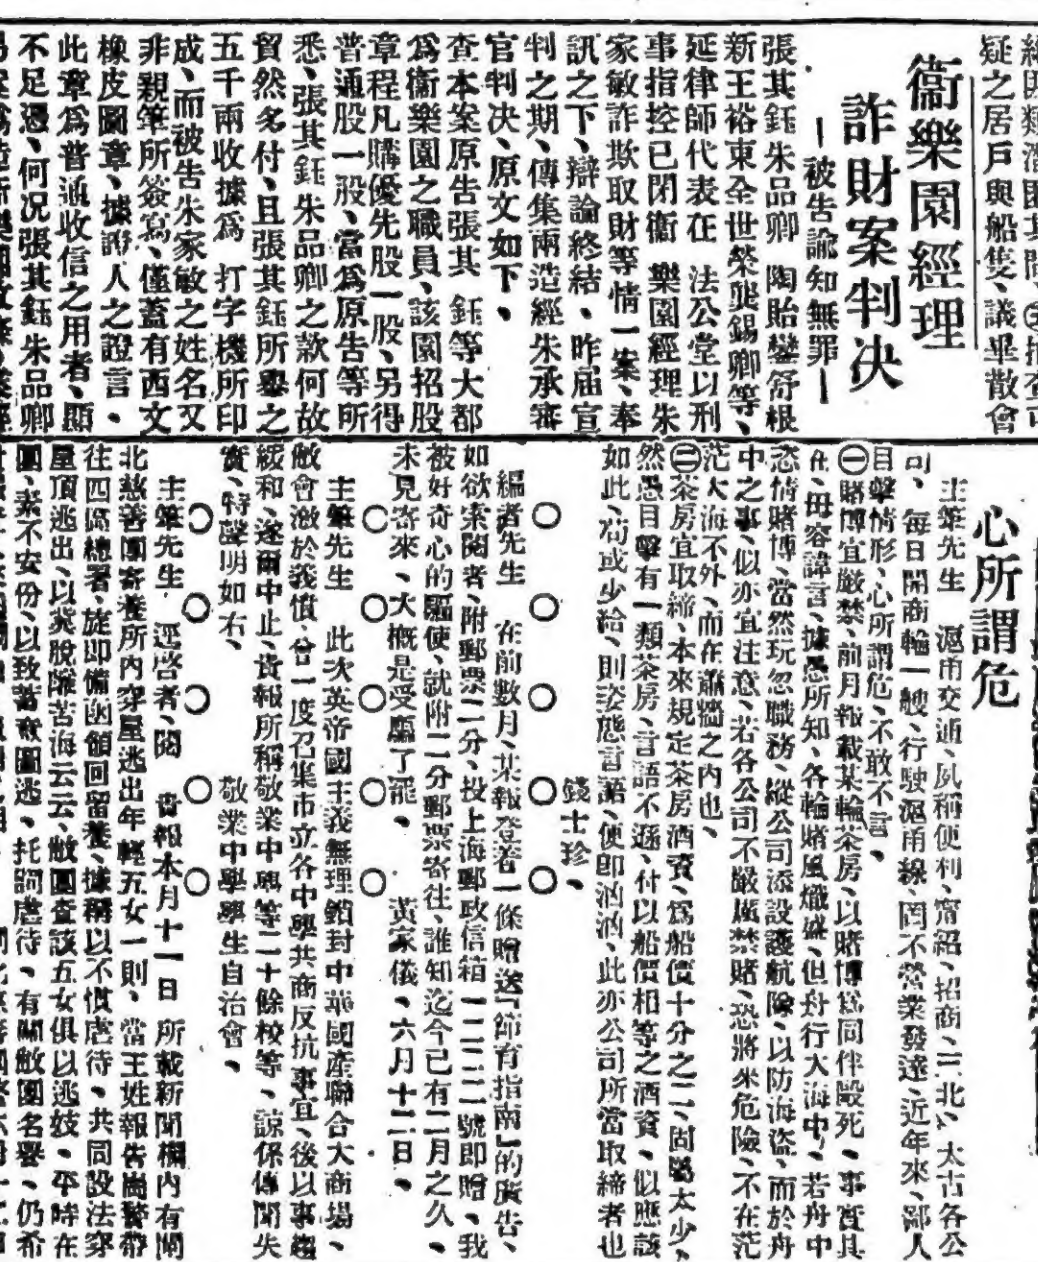 疑之居戶與船隻、議畢散會
衞樂園經理
詐財案判决
—被告諭知無罪—
張其鈺朱品卿 陶貽鑾舒根
新王裕東全世榮龔錫卿等、
延律師代表在 法公堂以刑
事指控已閉衞 樂園經理朱
家敏詐欺取財等情一案、奉
訊之下、辯論終結、昨屆宣
判之期、傳集兩造經朱承審
官判决、原文如下、
查本案原告張其 鈺等大都
爲衞樂園之職員、該園招股
章程凡購優先股一股、另得
普通股一股、當爲原告等所
悉、張其鈺朱品卿之款何故
貿然多付、且張其鈺所舉之
五千兩收據爲 打字機所印
成、而被告朱家敏之姓名又
非親筆所簽寫、僅蓋有西文
橡皮圖章、據證人之證言、
此章爲普通收信之用者、顯
不足憑、何况張其鈺朱品卿
心所謂危
主筆先生 滬甬交通、夙稱便利、甯紹、招商、三北、太古各公
司、每日開商輪一艘、行駛滬甬線、罔不營業發達、近年來、鄙人
目擊情形、心所謂危、不敢不言、
㊀賭博宜嚴禁、前月報載某輪茶房、以賭博爲同伴毆死、事實具
在、毋容諱言、據愚所知、各輪賭風熾盛、但舟行大海中、若舟中
恣情賭博、當然玩忽職務、縱公司添設護航隊、以防海盜、而於舟
中之事、似亦宜注意、若各公司不嚴厲禁賭、恐將來危險、不在茫
茫大海不外、而在蕭牆之內也、
㊁茶房宜取締、本來規定茶房酒資、爲船價十分之二、固嫌太少、
然愚目擊有一類茶房、言語不遜、付以船價相等之酒資、似應該
如此、苟或少給、則姿態言語、便卽汹汹、此亦公司所當取締者也
錢士珍、
○ ○ ○ ○ ○
編者先生 在前數月、某報登著一條贈送『節育指南』的廣告、
如欲索閱者、附郵票二分、投上海郵政信箱一二二二號即贈、我
被好奇心的驅使、就附二分郵票寄往、誰知迄今已有二月之久、
未見寄來、大概是受騙了罷、 黃家儀、六月十二日、
○ ○ ○ ○ ○
主筆先生 此次英帝國主義無理鎖封中華國產聯合大商塲、
敝會激於義憤、曾一度召集市立各中學共商反抗事宜、後以事趨
緩和、遂爾中止、貴報所稱敬業中學等二十餘校等、諒係傳聞失
實、特聲明如右、 敬業中學學生自治會、
○ ○ ○ ○ ○
主筆先生 逕啓者、閱 貴報本月十一日 所載新聞欄內有閘
北慈善團寄養所內穿屋逃出年輕五女一則、當王姓報告崗警帶
往四區總署、旋即備函領回留養、據稱以不慣虐待、共同設法穿
屋頂逃出、以冀脫離苦海云云、敝團查該五女俱以逃妓、平時在
團、素不安份、以致蓄意圖逃、托詞虐待、有關敝團名譽、仍希